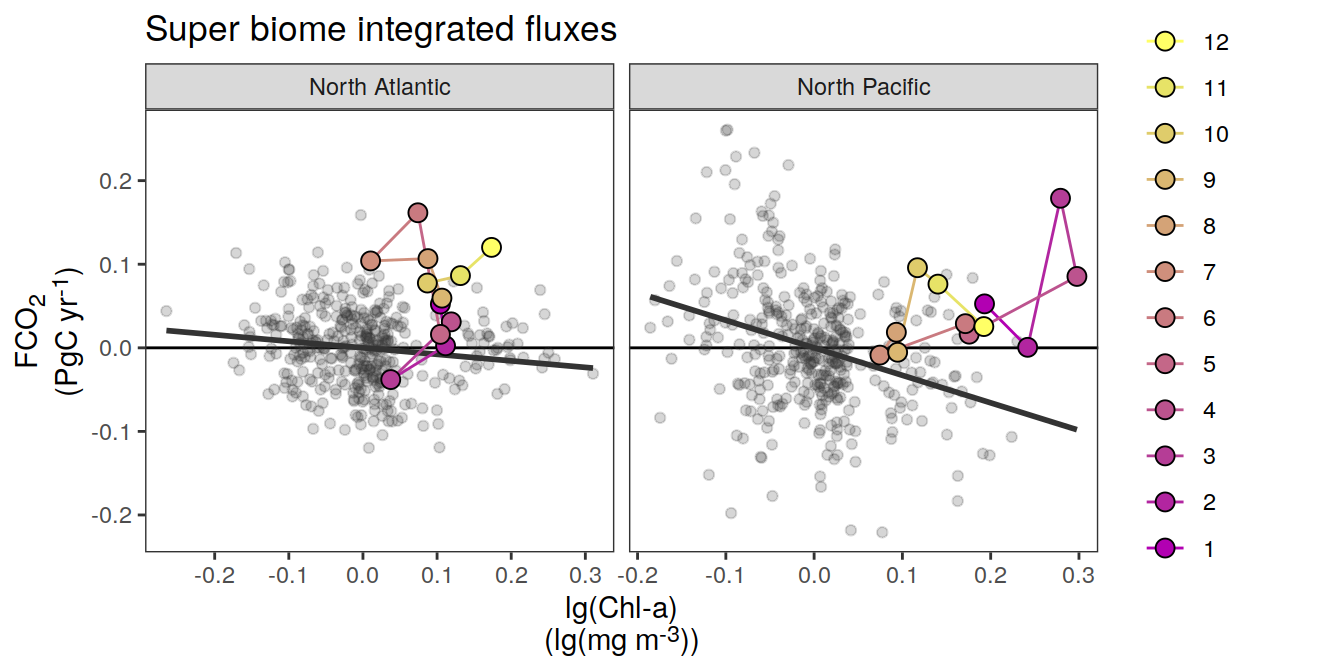 Super biome integrated fluxes
North Atlantic
North Pacific
FCO₂
(PgC yr⁻¹)
0.2
0.1
0.0
-0.1
-0.2
-0.2 -0.1 0.0 0.1 0.2 0.3
-0.2 -0.1 0.0 0.1 0.2 0.3
lg(Chl-a)
(lg(mg m⁻³))
12
11
10
9
8
7
6
5
4
3
2
1